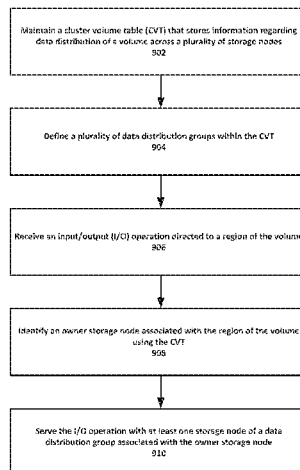 Maintain a cluster volume table (CVT) that stores information regarding
data distribution of a volume across a plurality of storage nodes
902
Define a plurality of data distribution groups within the CVT
904
Receive an input/output (I/O) operation directed to a region of the volume
906
Identify an owner storage node associated with the region of the volume
using the CVT
908
Serve the I/O operation with at least one storage node of a data
distribution group associated with the owner storage node
910